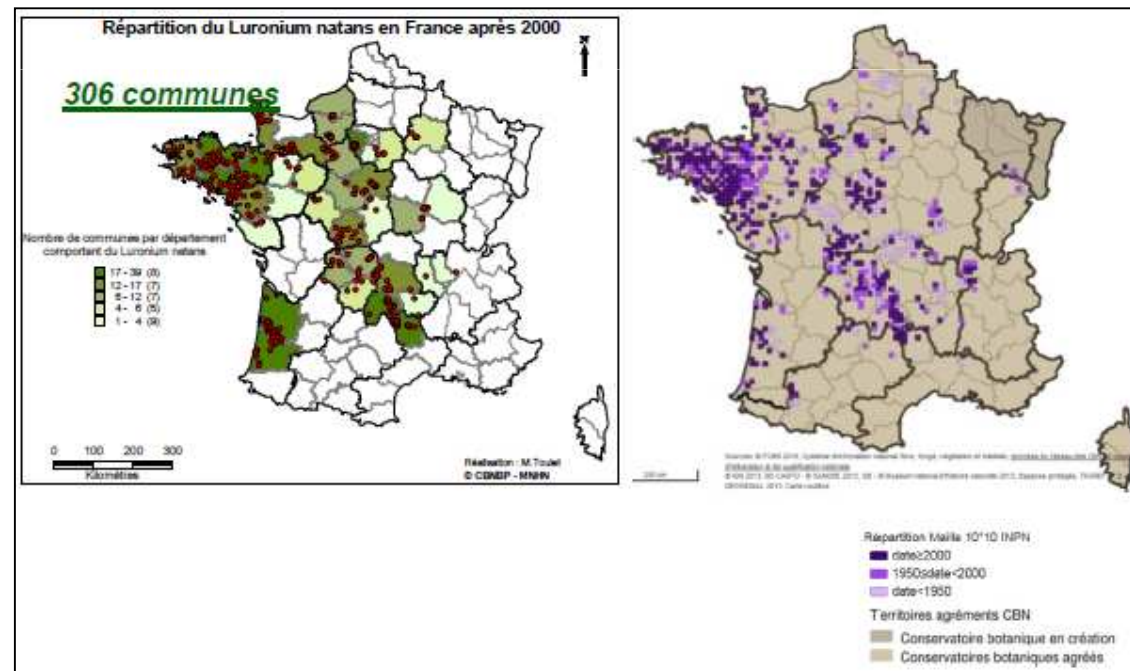 Répartition du Luronium natans en France après 2000
306 communes
Nombre de communes par département
comportant du Luronium natans
17 - 39 (8)
12 - 17 (7)
6 - 12 (7)
4 - 6 (5)
1 - 4 (9)
0 100 200 300
Kilomètres
Réalisation : M.Toulet
© CBNBP - MNHN
Répartition Maille 10*10 INPN
date≥2000
1950≤date<2000
date<1950
Territoires agréments CBN
Conservatoire botanique en création
Conservatoires botaniques agréés